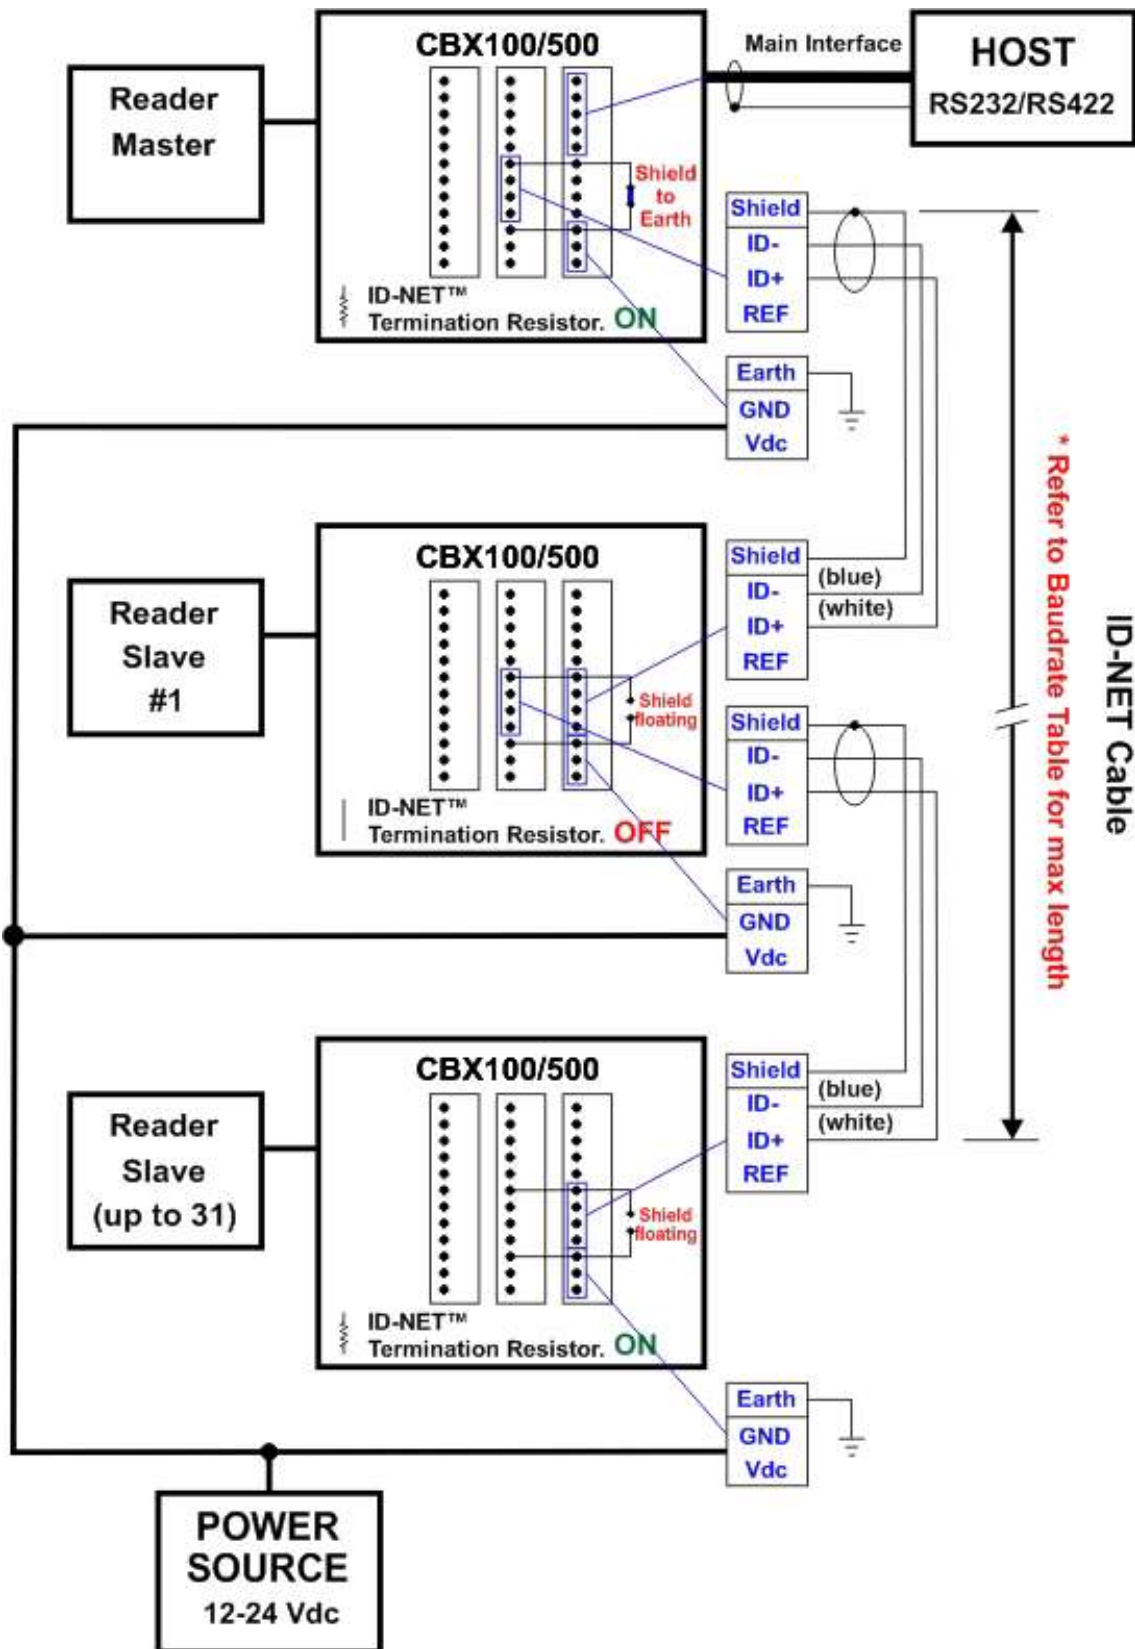 CBX100/500
Main Interface
HOST
RS232/RS422
Reader
Master
Shield
to
Earth
ID-NET™
Termination Resistor. ON
Shield
ID-
ID+
REF
Earth
GND
Vdc
CBX100/500
Reader
Slave
#1
Shield
floating
ID-NET™
Termination Resistor. OFF
Shield
ID-
ID+
REF
(blue)
(white)
Shield
ID-
ID+
REF
Earth
GND
Vdc
ID-NET Cable
* Refer to Baudrate Table for max length
CBX100/500
Reader
Slave
(up to 31)
Shield
floating
ID-NET™
Termination Resistor. ON
Shield
ID-
ID+
REF
(blue)
(white)
Earth
GND
Vdc
POWER
SOURCE
12-24 Vdc